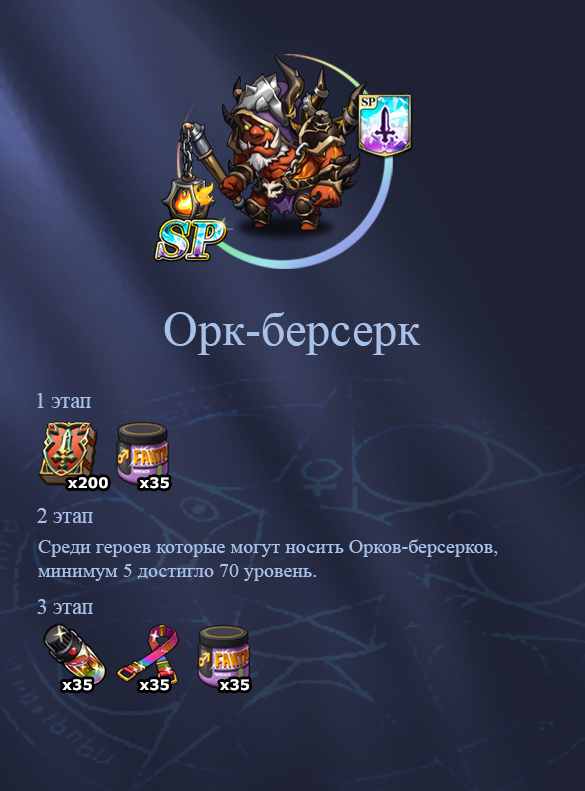 SP
SP
Орк-берсерк
1 этап
x200 x35
2 этап
Среди героев которые могут носить Орков-берсерков,
минимум 5 достигло 70 уровень.
3 этап
x35 x35 x35